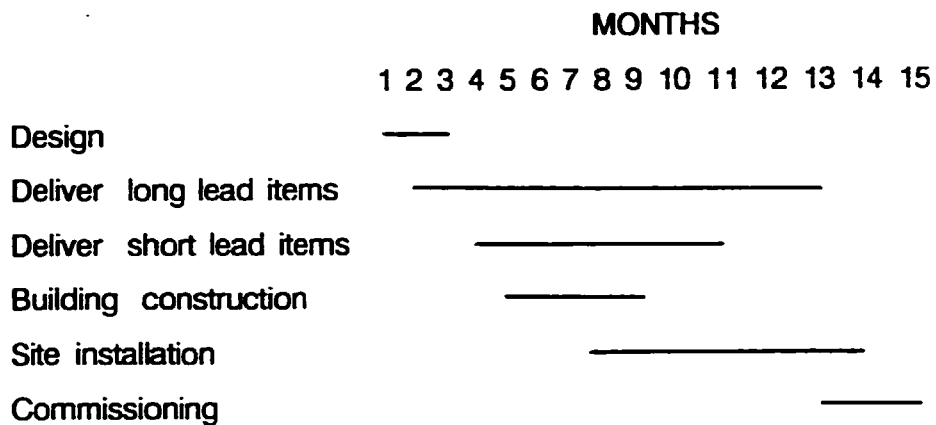 MONTHS
1 2 3 4 5 6 7 8 9 10 11 12 13 14 15
Design
Deliver long lead items
Deliver short lead items
Building construction
Site installation
Commissioning